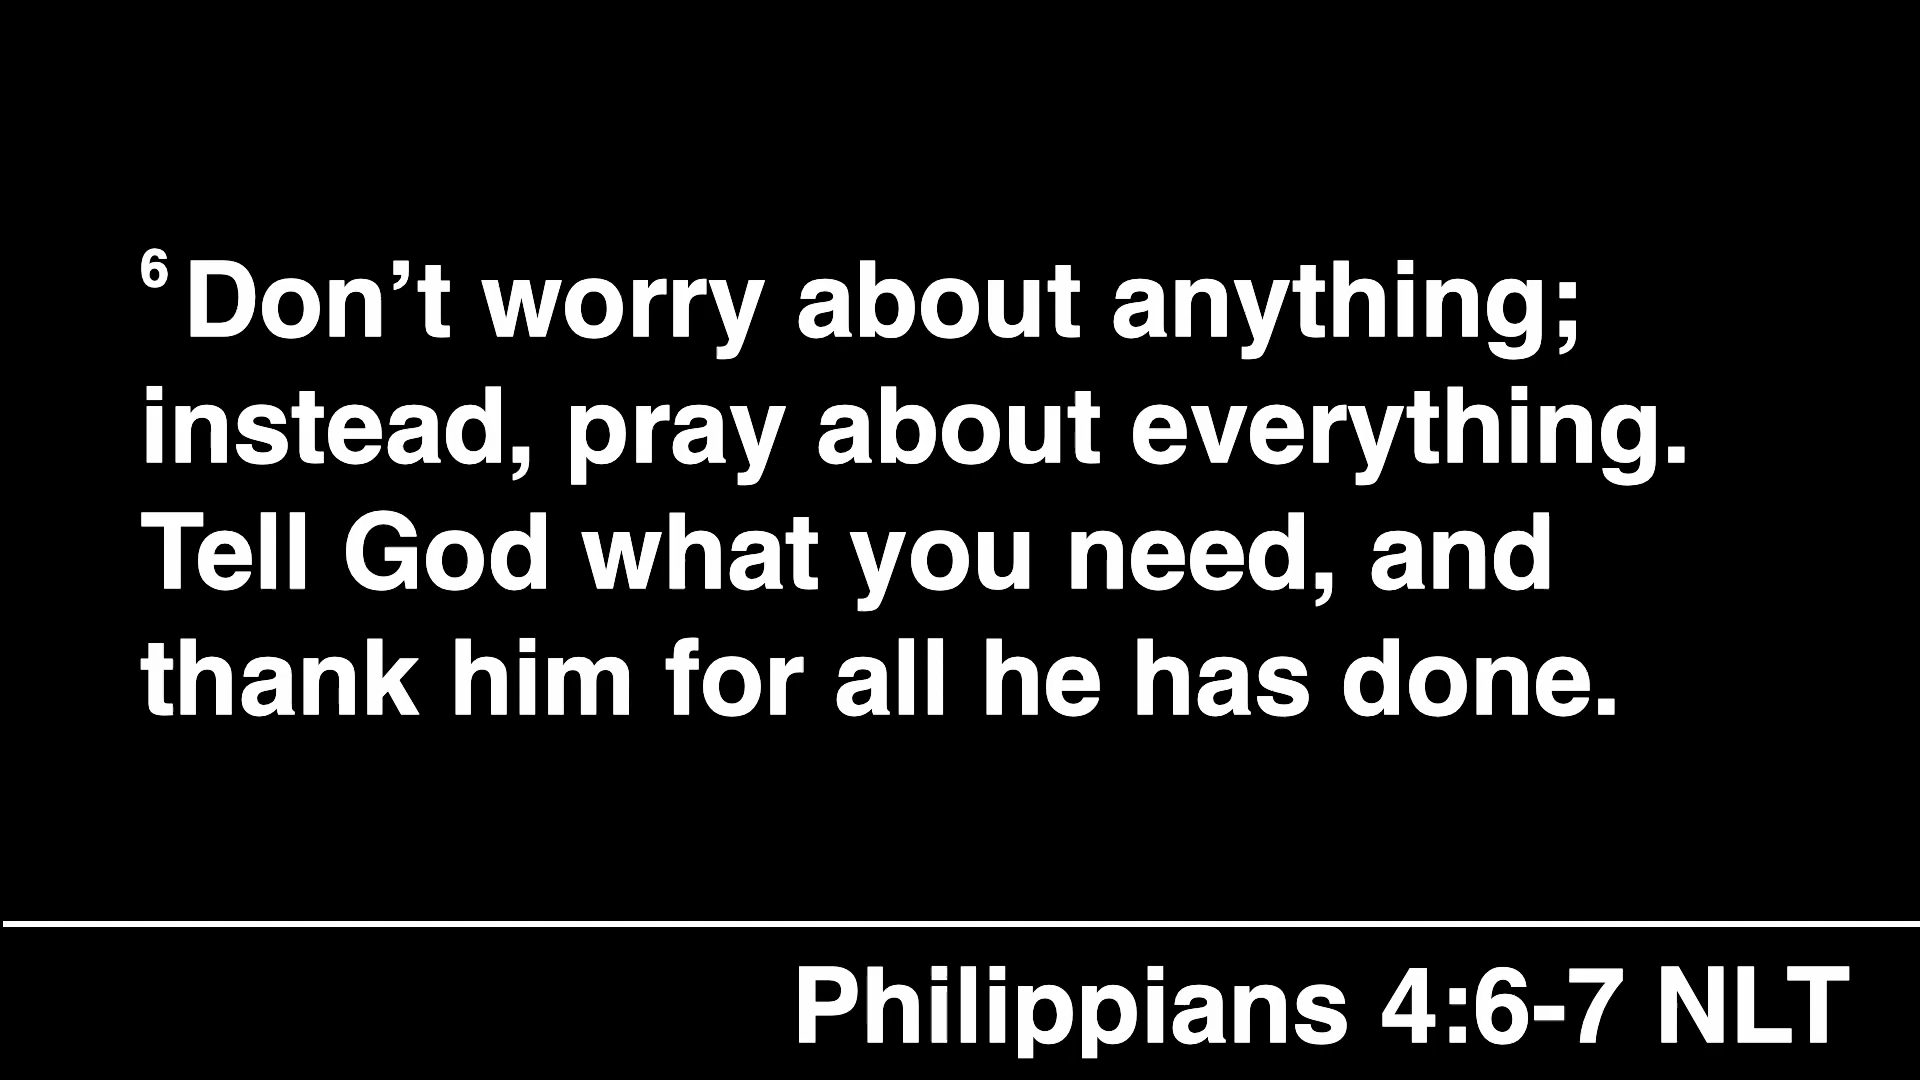 6 Don’t worry about anything;
instead, pray about everything.
Tell God what you need, and
thank him for all he has done.
Philippians 4:6-7 NLT